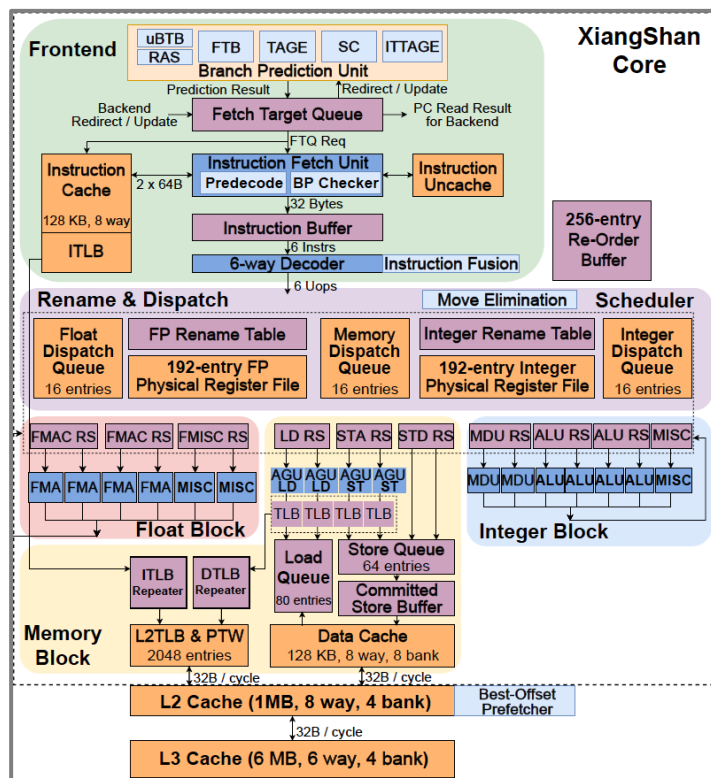 Frontend
XiangShan
Core
uBTB
RAS
FTB
TAGE
SC
ITTAGE
Branch Prediction Unit
Prediction Result
Redirect / Update
Backend
Redirect / Update
Fetch Target Queue
PC Read Result
for Backend
FTQ Req
Instruction
Cache
128 KB, 8 way
ITLB
2 x 64B
Instruction Fetch Unit
Predecode
BP Checker
Instruction
Uncache
32 Bytes
Instruction Buffer
6 Instrs
6-way Decoder
Instruction Fusion
6 Uops
256-entry
Re-Order
Buffer
Rename & Dispatch
Move Elimination
Scheduler
Float
Dispatch
Queue
16 entries
FP Rename Table
192-entry FP
Physical Register File
Memory
Dispatch
Queue
16 entries
Integer Rename Table
192-entry Integer
Physical Register File
Integer
Dispatch
Queue
16 entries
FMAC RS
FMAC RS
FMISC RS
FMA
FMA
FMA
FMA
MISC
MISC
Float Block
LD RS
STA RS
STD RS
AGU
LD
AGU
LD
AGU
ST
AGU
ST
TLB
TLB
TLB
TLB
MDU RS
ALU RS
ALU RS
MISC
MDU
MDU
ALU
ALU
ALU
ALU
MISC
Integer Block
Load
Queue
80 entries
Store Queue
64 entries
Committed
Store Buffer
ITLB
Repeater
DTLB
Repeater
Memory
Block
L2TLB & PTW
2048 entries
Data Cache
128 KB, 8 way, 8 bank
32B / cycle
32B / cycle
L2 Cache (1MB, 8 way, 4 bank)
Best-Offset
Prefetcher
32B / cycle
L3 Cache (6 MB, 6 way, 4 bank)